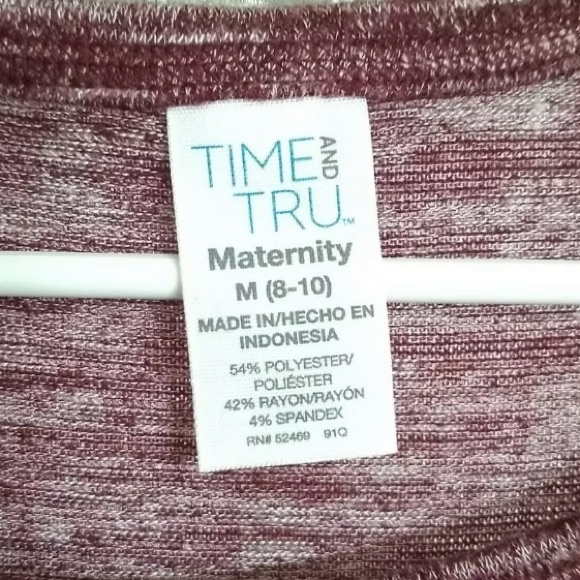 TIME AND
TRU™
Maternity
M (8-10)
MADE IN/HECHO EN
INDONESIA
54% POLYESTER/
POLIÉSTER
42% RAYON/RAYÓN
4% SPANDEX
RN# 52469 91Q